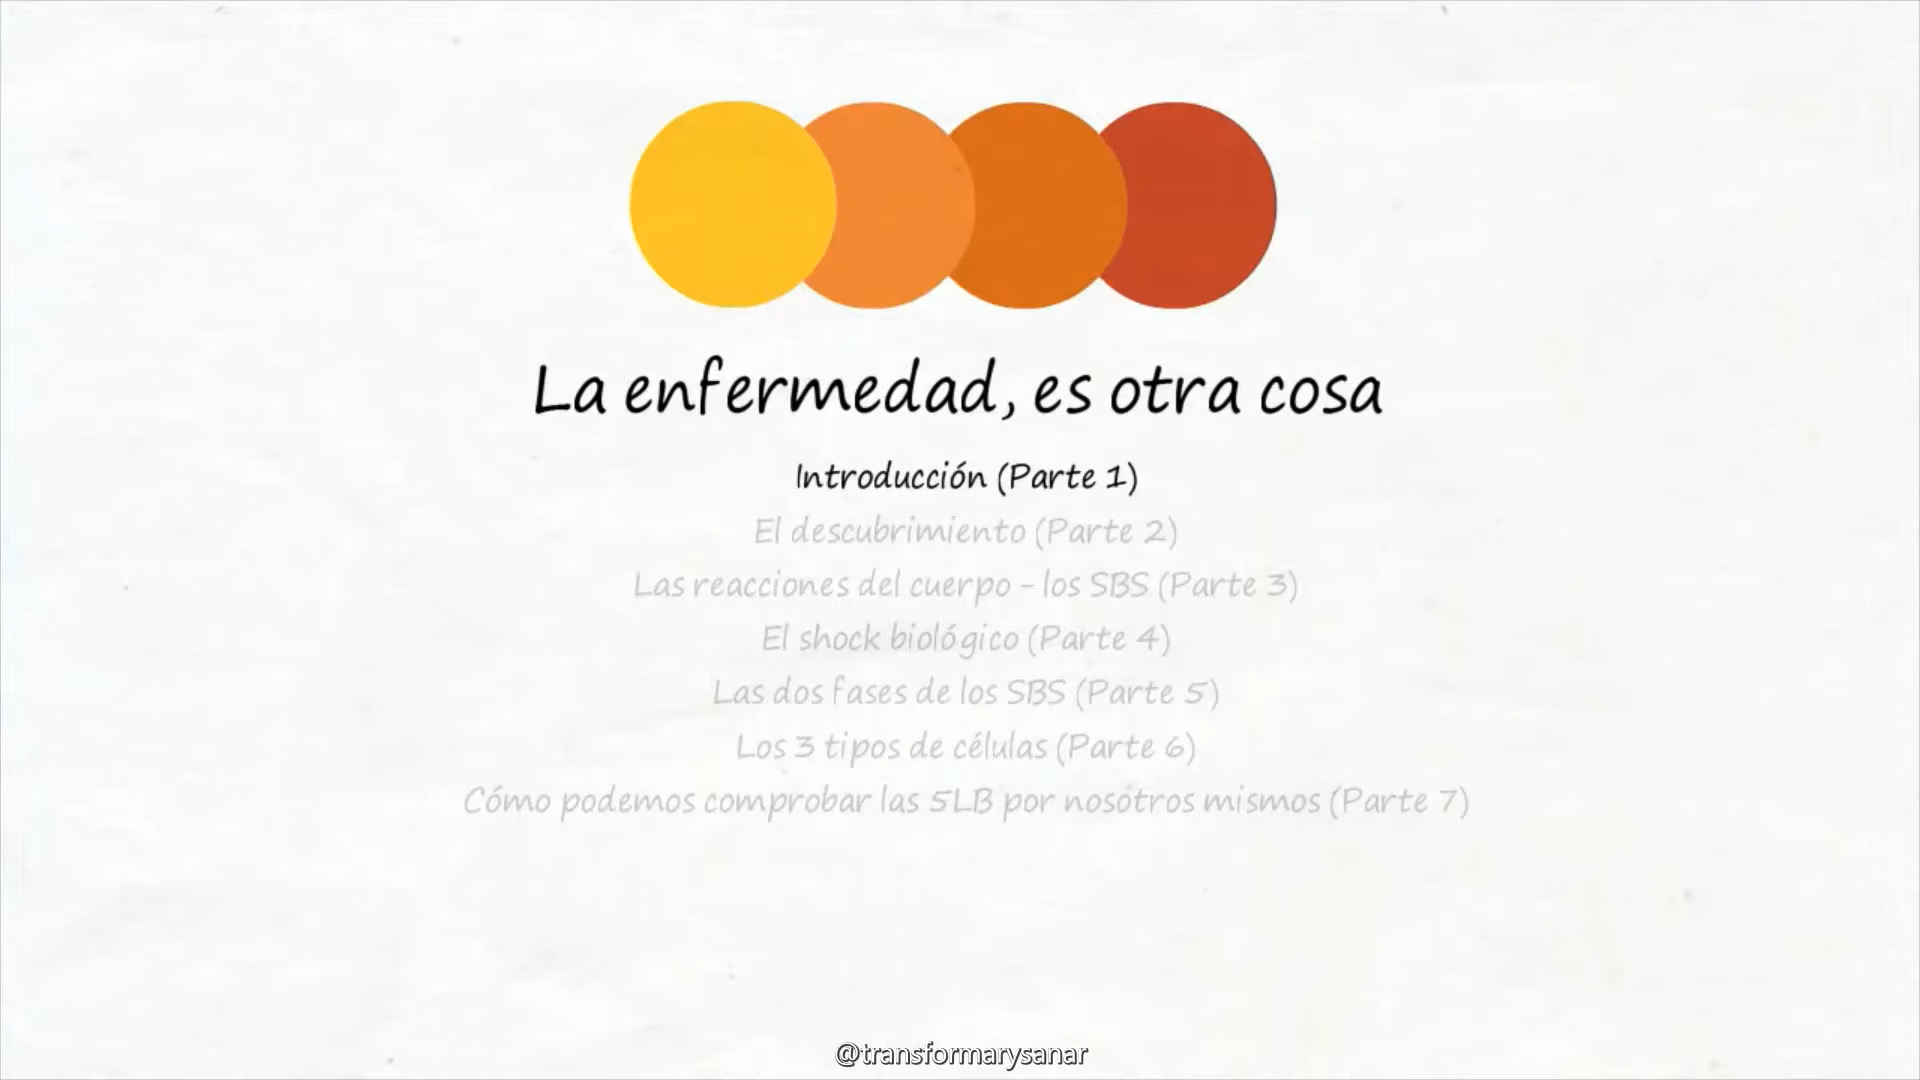 La enfermedad, es otra cosa
Introducción (Parte 1)
El descubrimiento (Parte 2)
Las reacciones del cuerpo - los SBS (Parte 3)
El shock biológico (Parte 4)
Las dos fases de los SBS (Parte 5)
Los 3 tipos de células (Parte 6)
Cómo podemos comprobar las 5LB por nosotros mismos (Parte 7)
@transformarysanar